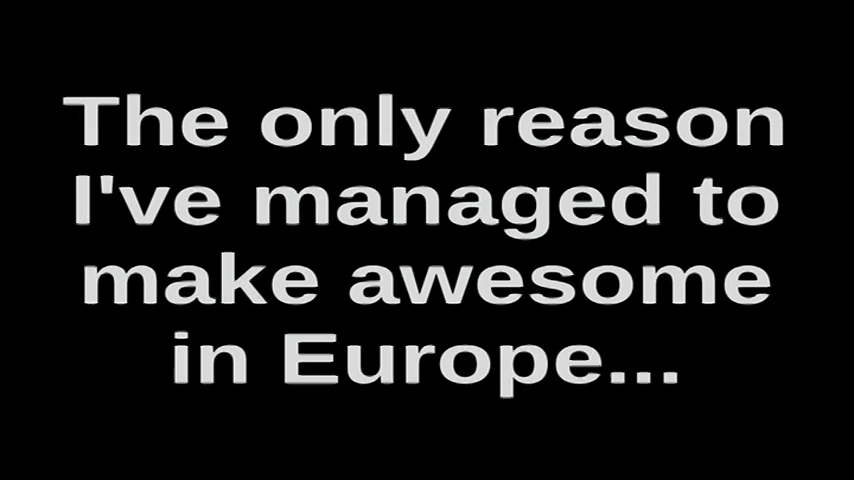 The only reason
I've managed to
make awesome
in Europe...